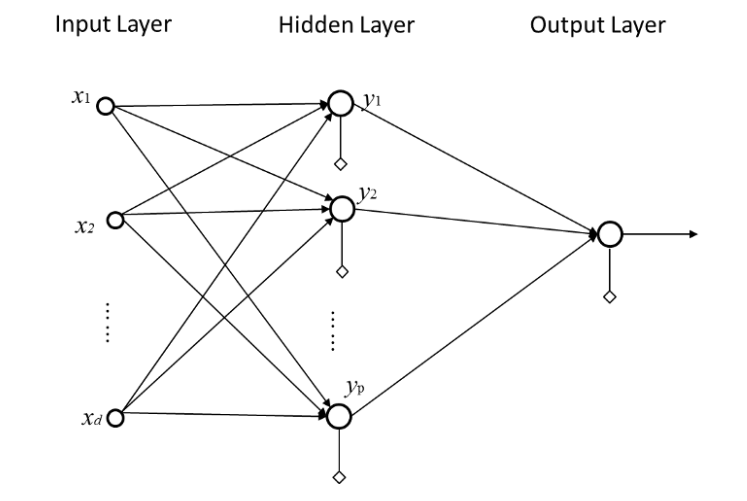 Input Layer Hidden Layer Output Layer
x1 y1
x2 y2
xd yp